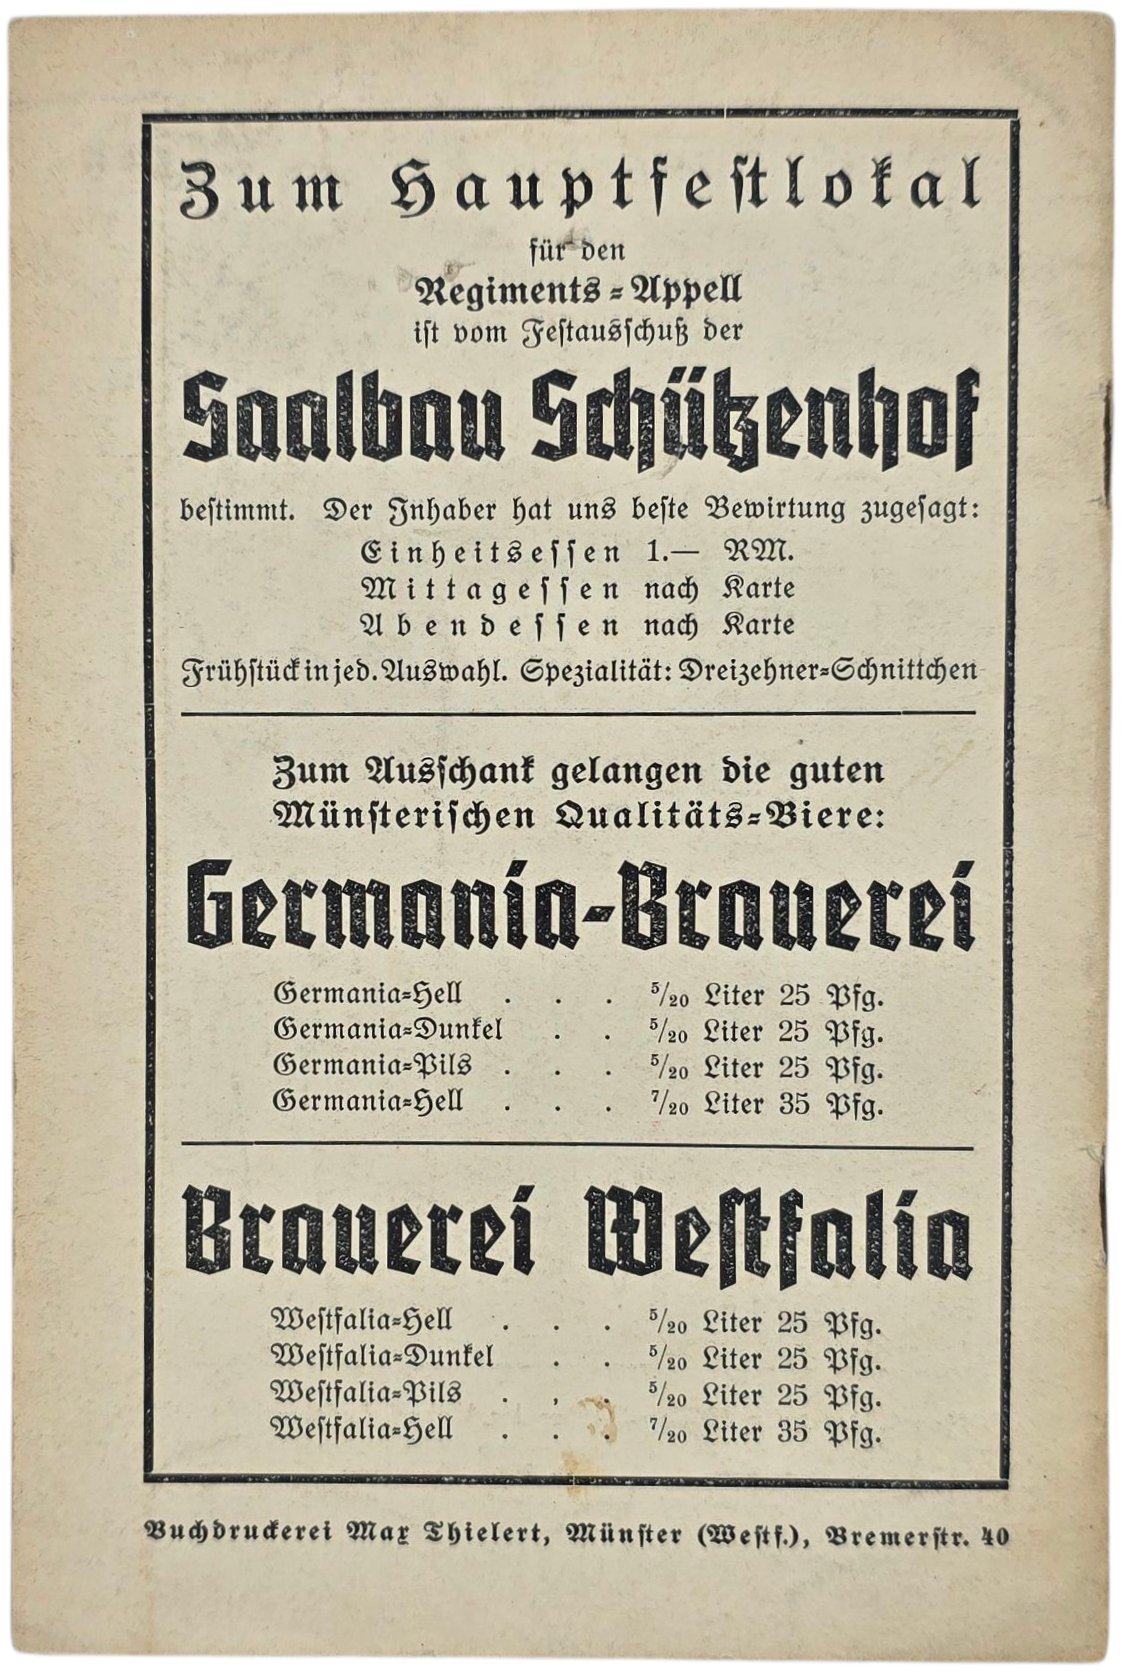 Zum Hauptfestlokal
für den
Regiments-Appell
ist vom Festausschuß der
Saalbau Schützenhof
bestimmt. Der Inhaber hat uns beste Bewirtung zugesagt:
Einheitsessen 1.— RM.
Mittagessen nach Karte
Abendessen nach Karte
Frühstück in jed. Auswahl. Spezialität: Dreizehner-Schnittchen
Zum Ausschank gelangen die guten
Münsterischen Qualitäts-Biere:
Germania-Brauerei
Germania-Hell . . . 5/20 Liter 25 Pfg.
Germania-Dunkel . . 5/20 Liter 25 Pfg.
Germania-Pils . . . 5/20 Liter 25 Pfg.
Germania-Hell . . . 7/20 Liter 35 Pfg.
Brauerei Westfalia
Westfalia-Hell . . . 5/20 Liter 25 Pfg.
Westfalia-Dunkel . . 5/20 Liter 25 Pfg.
Westfalia-Pils . . . 5/20 Liter 25 Pfg.
Westfalia-Hell . . . 7/20 Liter 35 Pfg.
Buchdruckerei Max Thielert, Münster (Westf.), Bremerstr. 40